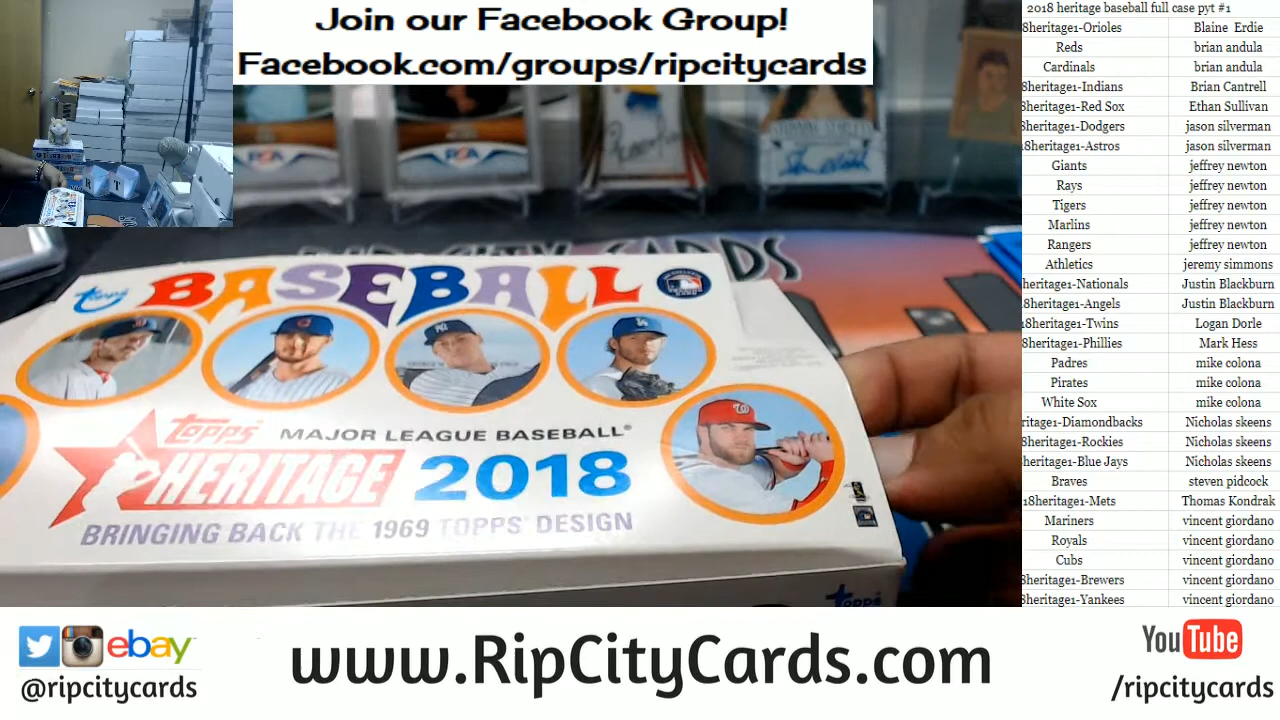 Join our Facebook Group!
Facebook.com/groups/ripcitycards
2018 heritage baseball full case pyt #1
8heritage1-Orioles Blaine Erdie
Reds brian andula
Cardinals brian andula
8heritage1-Indians Brian Cantrell
8heritage1-Red Sox Ethan Sullivan
8heritage1-Dodgers jason silverman
18heritage1-Astros jason silverman
Giants jeffrey newton
Rays jeffrey newton
Tigers jeffrey newton
Marlins jeffrey newton
Rangers jeffrey newton
Athletics jeremy simmons
heritage1-Nationals Justin Blackburn
8heritage1-Angels Justin Blackburn
18heritage1-Twins Logan Dorle
8heritage1-Phillies Mark Hess
Padres mike colona
Pirates mike colona
White Sox mike colona
ritage1-Diamondbacks Nicholas skeens
8heritage1-Rockies Nicholas skeens
heritage1-Blue Jays Nicholas skeens
Braves steven pidcock
18heritage1-Mets Thomas Kondrak
Mariners vincent giordano
Royals vincent giordano
Cubs vincent giordano
8heritage1-Brewers vincent giordano
8heritage1-Yankees vincent giordano
PSA
R T
CITY CARDS
Topps BASEBALL
TOPPS MAJOR LEAGUE BASEBALL®
HERITAGE 2018
BRINGING BACK THE 1969 TOPPS® DESIGN
Topps
ebay
@ripcitycards
www.RipCityCards.com
YouTube
/ripcitycards